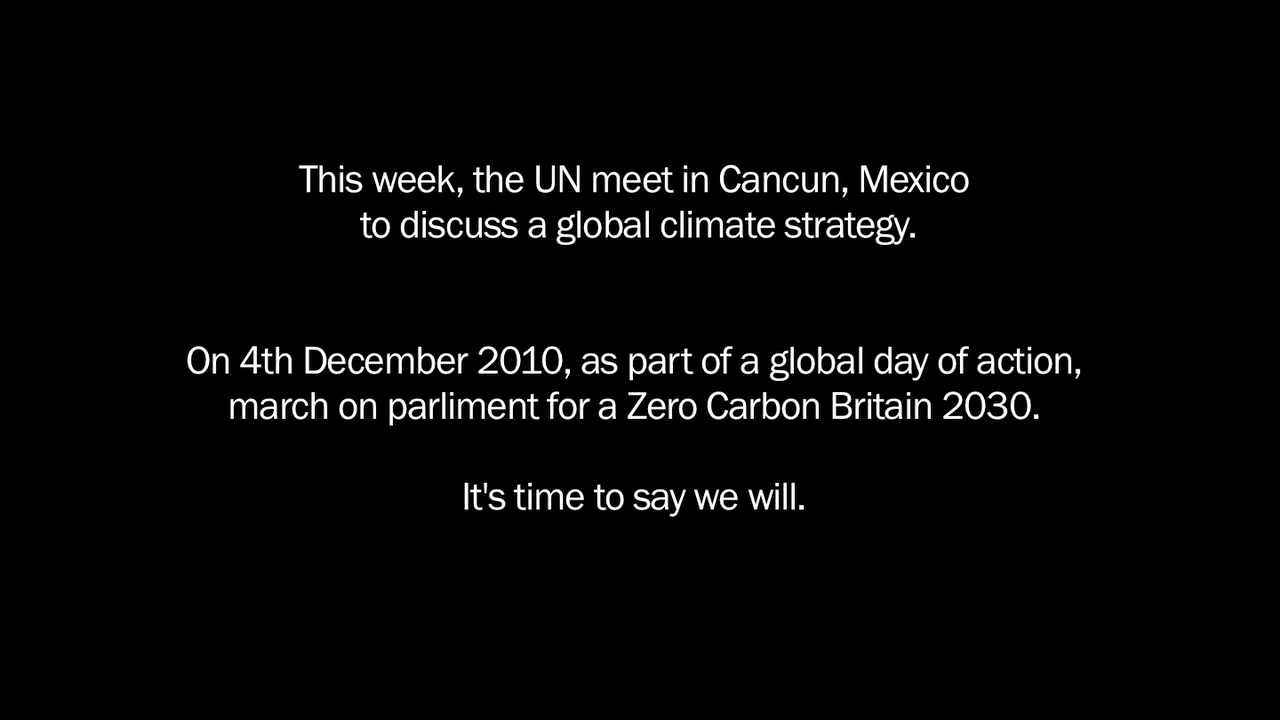 This week, the UN meet in Cancun, Mexico
to discuss a global climate strategy.
On 4th December 2010, as part of a global day of action,
march on parliment for a Zero Carbon Britain 2030.
It's time to say we will.